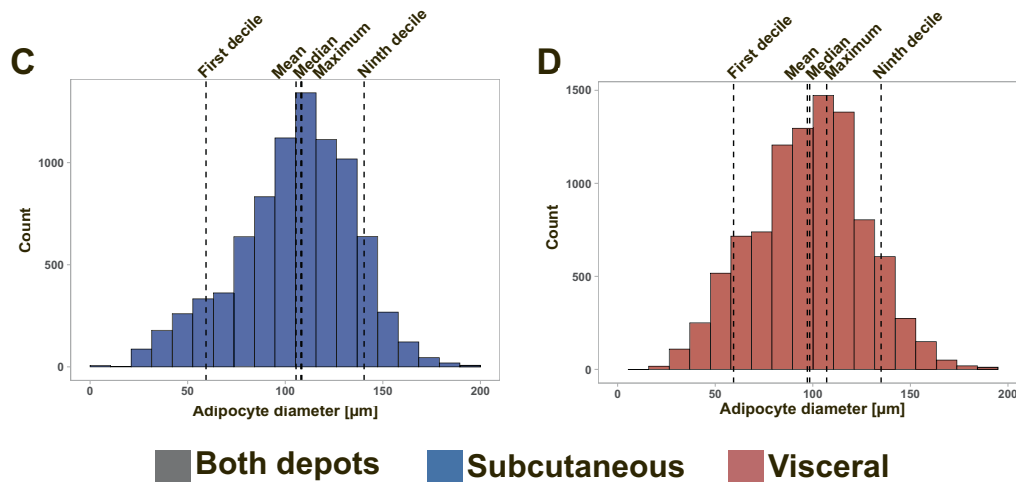 C
First decile
Mean
Median
Maximum
Ninth decile
Count
1000
500
0
0
50
100
150
200
Adipocyte diameter [µm]
D
First decile
Mean
Median
Maximum
Ninth decile
Count
1500
1000
500
0
0
50
100
150
200
Adipocyte diameter [µm]
Both depots
Subcutaneous
Visceral